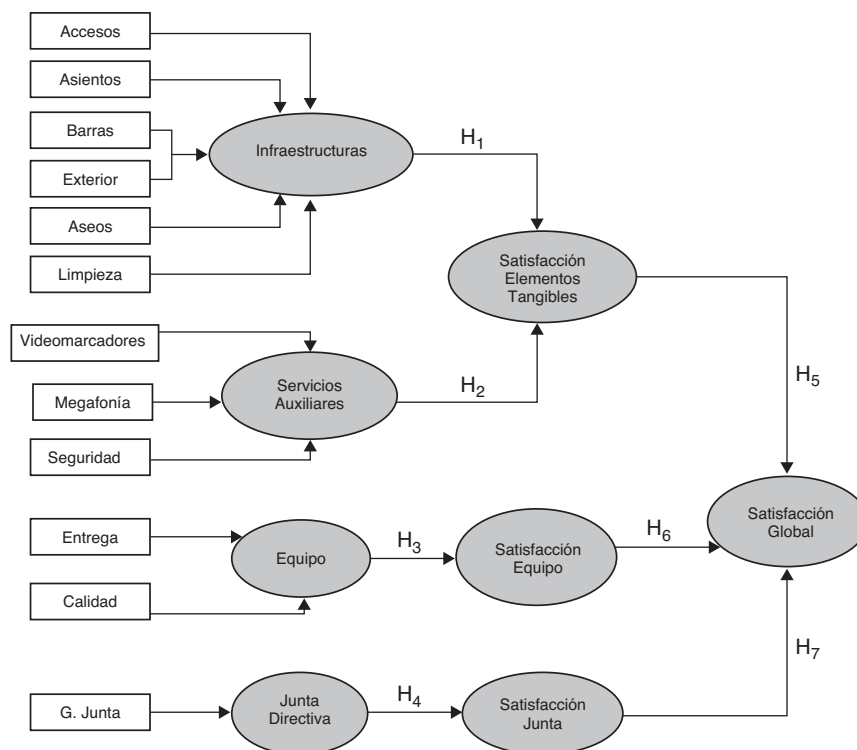 Accesos
Asientos
Barras
Exterior
Aseos
Limpieza
Infraestructuras
H1
Satisfacción
Elementos
Tangibles
Videomarcadores
Megafonía
Seguridad
Servicios
Auxiliares
H2
H5
Entrega
Calidad
Equipo
H3
Satisfacción
Equipo
H6
Satisfacción
Global
G. Junta
Junta
Directiva
H4
Satisfacción
Junta
H7